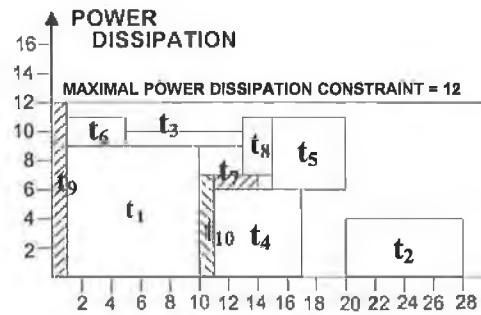 POWER
DISSIPATION
16
14
12
MAXIMAL POWER DISSIPATION CONSTRAINT = 12
10
8
6
4
2
t6
t3
t8
t5
t9
t7
t1
t10
t4
t2
2 4 6 8 10 12 14 16 18 20 22 24 26 28